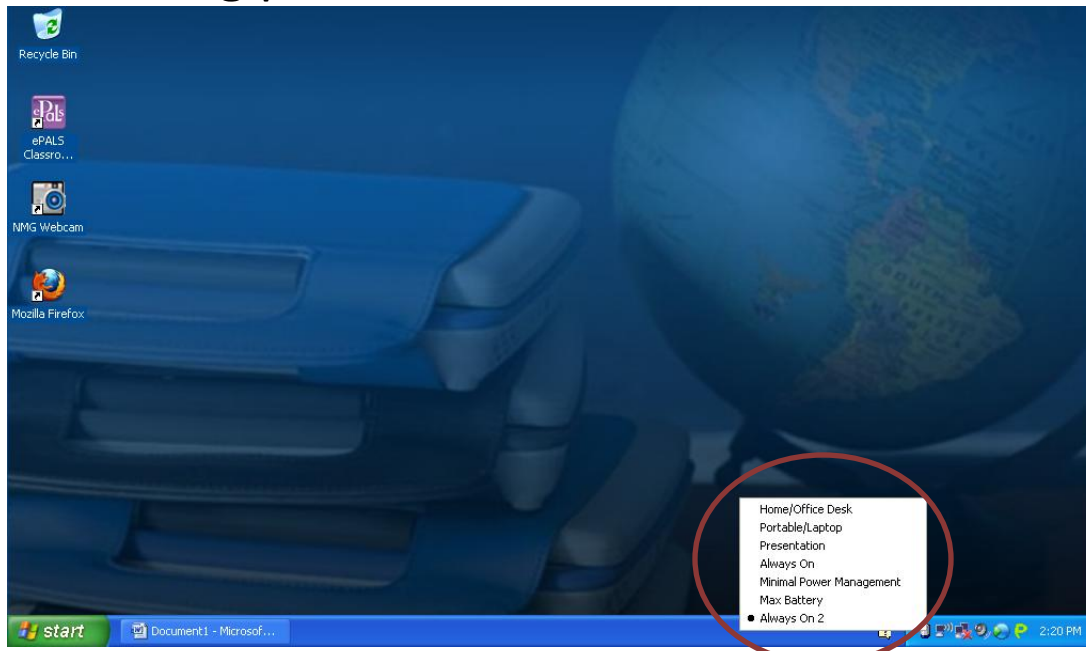 Recycle Bin
ePALS
Classro...
NMG Webcam
Mozilla Firefox
Home/Office Desk
Portable/Laptop
Presentation
Always On
Minimal Power Management
Max Battery
Always On 2
start
Document1 - Microsof...
2:20 PM